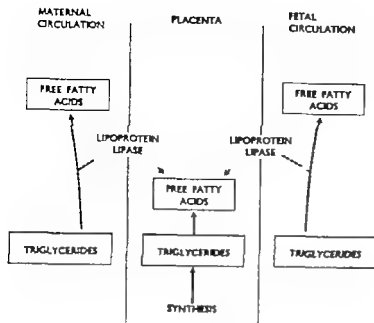 MATERNAL
CIRCULATION
PLACENTA
FETAL
CIRCULATION
FREE FATTY
ACIDS
FREE FATTY
ACIDS
LIPOPROTEIN
LIPASE
LIPOPROTEIN
LIPASE
FREE FATTY
ACIDS
TRIGLYCERIDES
TRIGLYCERIDES
TRIGLYCERIDES
SYNTHESIS